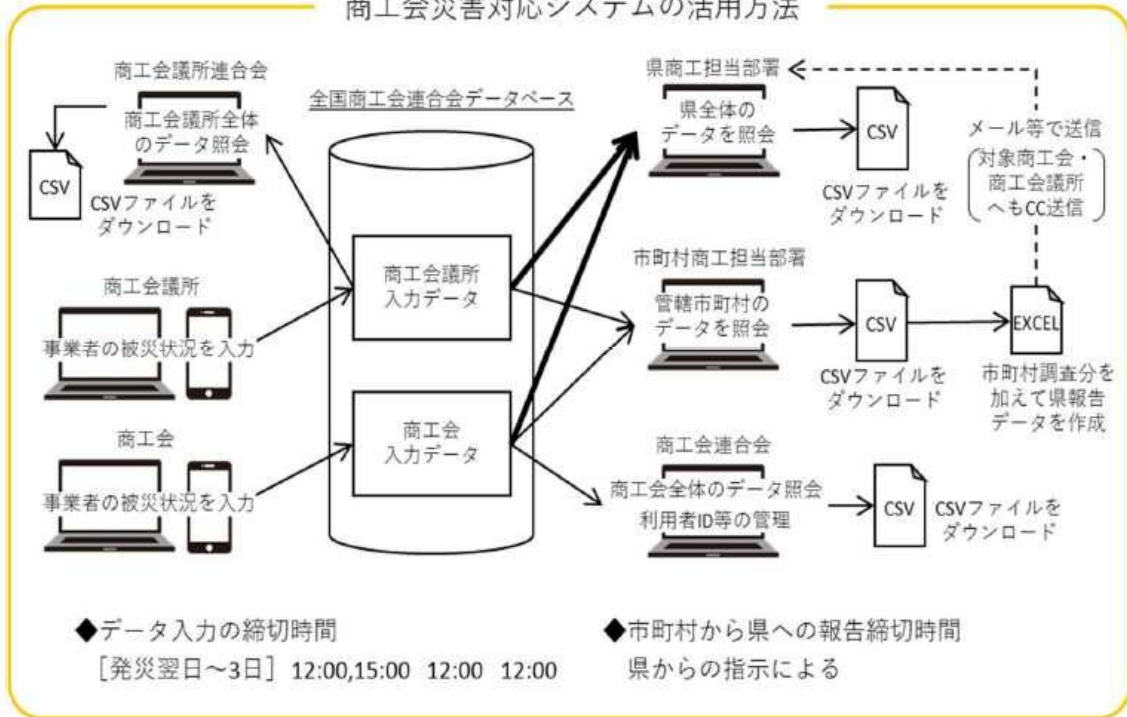 商工会災害対応システムの活用方法
商工会議所連合会
商工会議所全体
のデータ照会
CSV
CSVファイルを
ダウンロード
商工会議所
事業者の被災状況を入力
商工会
事業者の被災状況を入力
全国商工会連合会データベース
商工会議所
入力データ
商工会
入力データ
県商工担当部署
県全体の
データを照会
CSV
CSVファイルを
ダウンロード
メール等で送信
対象商工会・
商工会議所
へもCC送信
市町村商工担当部署
管轄市町村の
データを照会
CSV
CSVファイルを
ダウンロード
EXCEL
市町村調査分を
加えて県報告
データを作成
商工会連合会
商工会全体のデータ照会
利用者ID等の管理
CSV
CSVファイルを
ダウンロード
◆データ入力の締切時間
[発災翌日～3日] 12:00,15:00 12:00 12:00
◆市町村から県への報告締切時間
県からの指示による